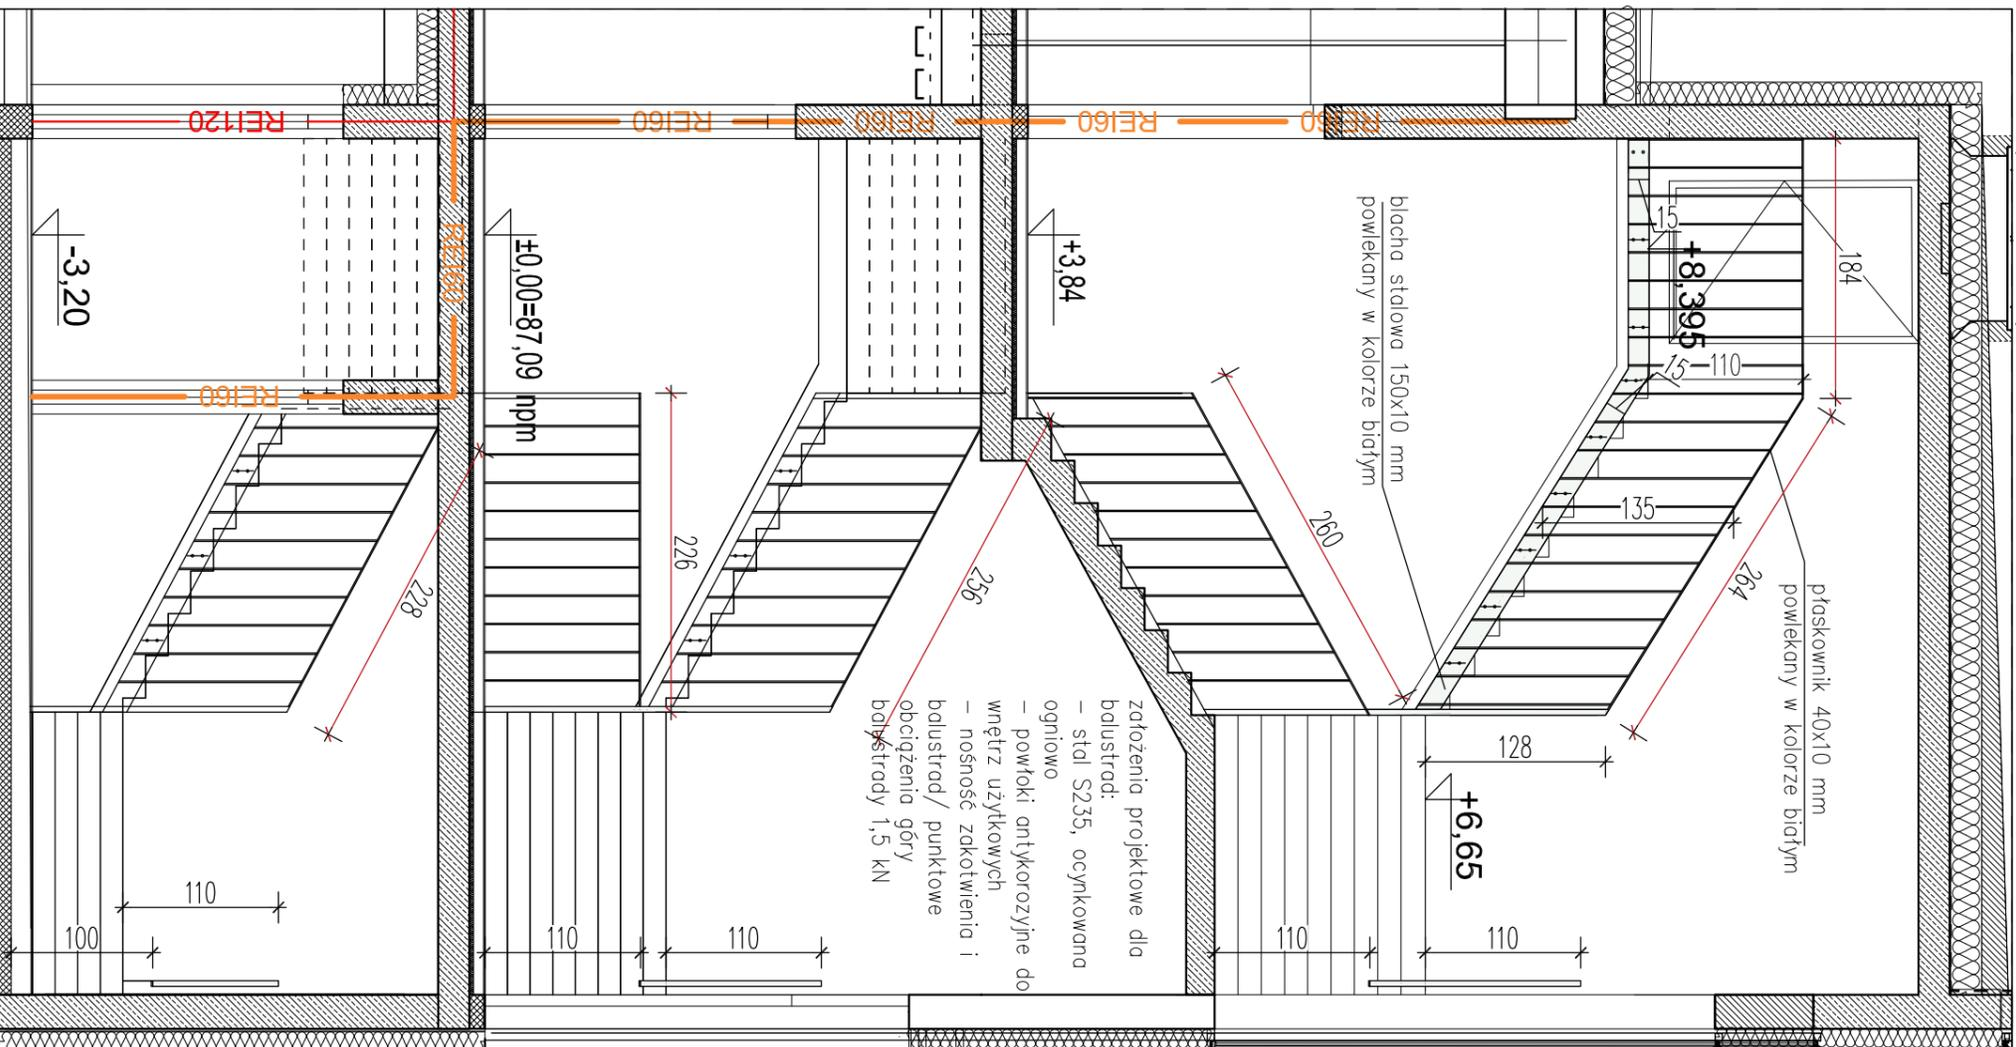 REI120
REI60
REI60
REI60
REI60
REI60
REI60
-3,20
±0,00=87,09 npm
+3,84
+8,395
+6,65
15
184
15
110
135
264
260
256
226
228
128
blacha stalowa 150x10 mm
powlekany w kolorze białym
płaskownik 40x10 mm
powlekany w kolorze białym
założenia projektowe dla
balustrad:
- stal S235, ocynkowana
ogniowo
- powłoki antykorozyjne do
wnętrz użytkowych
- nośność zakotwienia i
balustrad/ punktowe
obciążenia góry
balustrady 1,5 kN
110
100
110
110
110
110